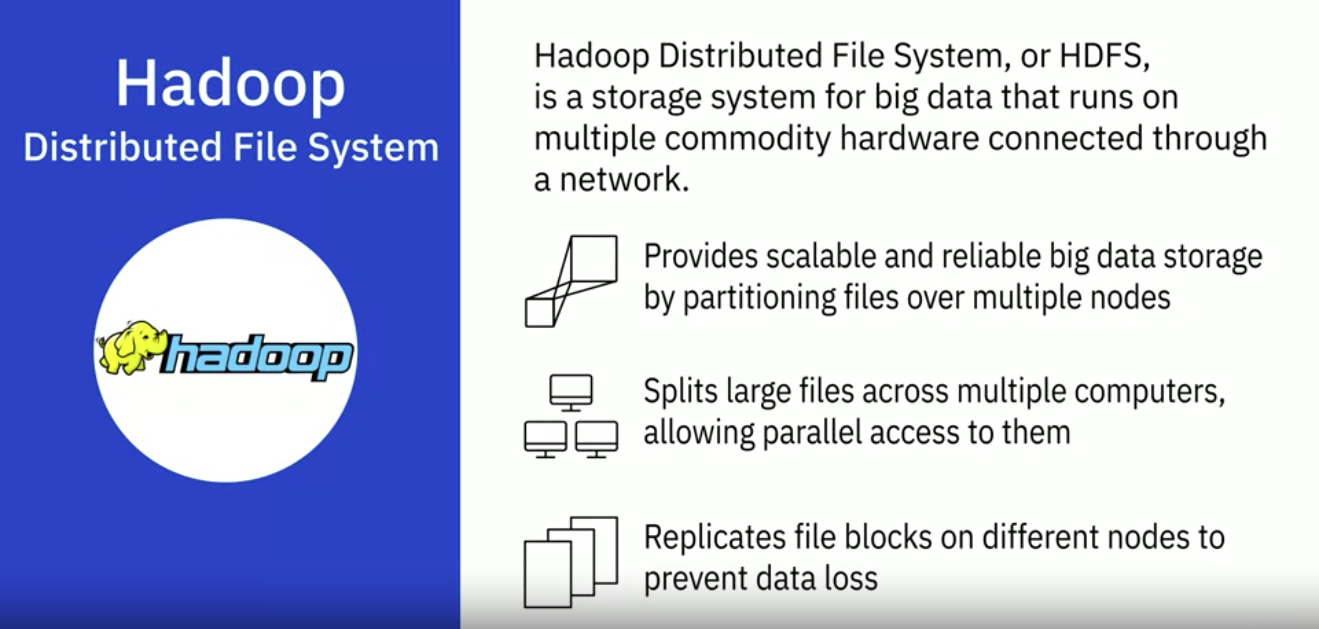 Hadoop
Distributed File System
hadoop
Hadoop Distributed File System, or HDFS,
is a storage system for big data that runs on
multiple commodity hardware connected through
a network.
Provides scalable and reliable big data storage
by partitioning files over multiple nodes
Splits large files across multiple computers,
allowing parallel access to them
Replicates file blocks on different nodes to
prevent data loss